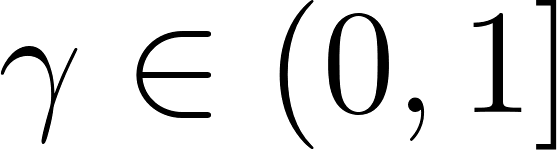 γ ∈ (0, 1]